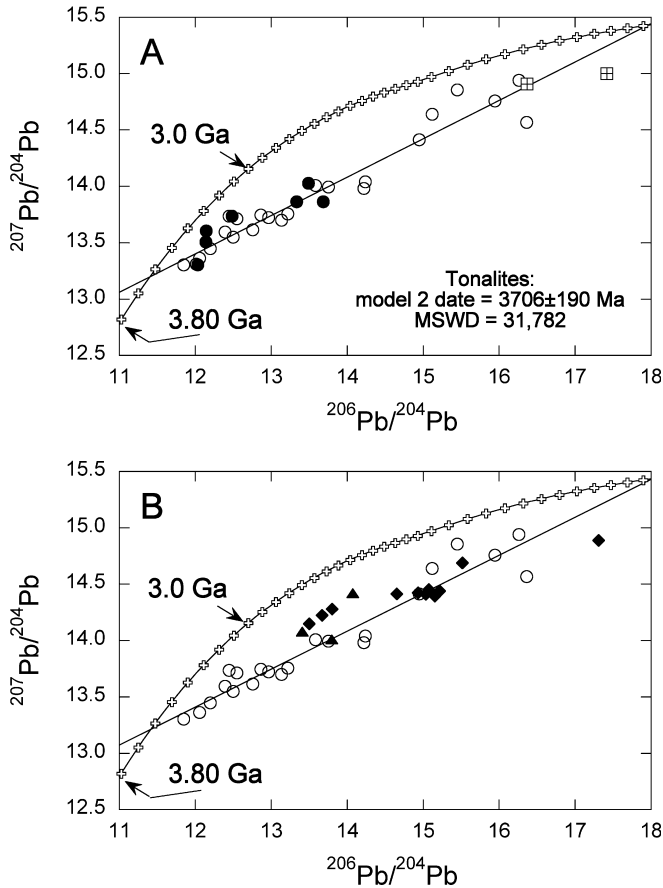 A
15.5
15.0
14.5
14.0
13.5
13.0
12.5
207Pb/204Pb
3.0 Ga
3.80 Ga
Tonalites:
model 2 date = 3706±190 Ma
MSWD = 31,782
11 12 13 14 15 16 17 18
206Pb/204Pb
B
15.5
15.0
14.5
14.0
13.5
13.0
12.5
207Pb/204Pb
3.0 Ga
3.80 Ga
11 12 13 14 15 16 17 18
206Pb/204Pb